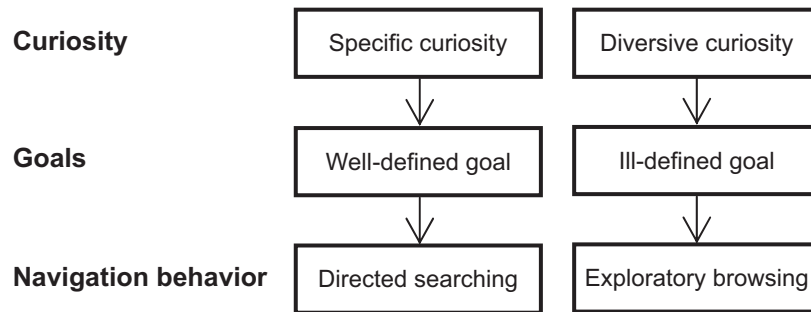 Curiosity
Specific curiosity
Diversive curiosity
Goals
Well-defined goal
Ill-defined goal
Navigation behavior
Directed searching
Exploratory browsing